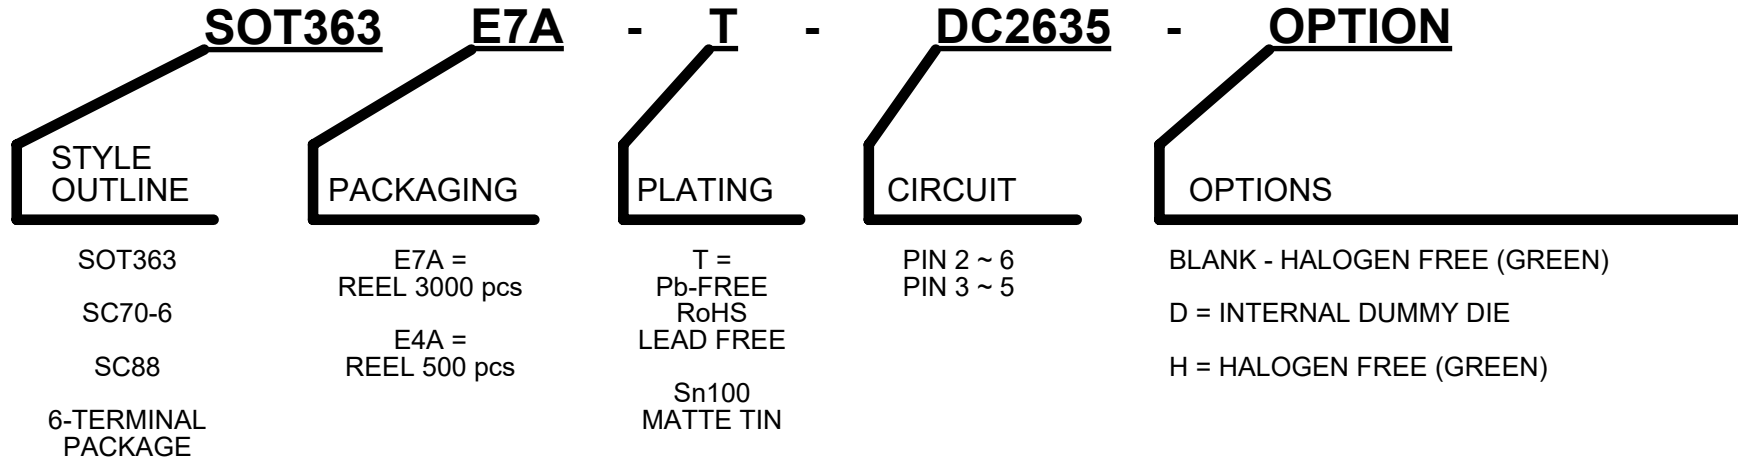 SOT363 E7A - T - DC2635 - OPTION
STYLE
OUTLINE
PACKAGING
PLATING
CIRCUIT
OPTIONS
SOT363
SC70-6
SC88
6-TERMINAL
PACKAGE
E7A =
REEL 3000 pcs
E4A =
REEL 500 pcs
T =
Pb-FREE
RoHS
LEAD FREE
Sn100
MATTE TIN
PIN 2 ~ 6
PIN 3 ~ 5
BLANK - HALOGEN FREE (GREEN)
D = INTERNAL DUMMY DIE
H = HALOGEN FREE (GREEN)